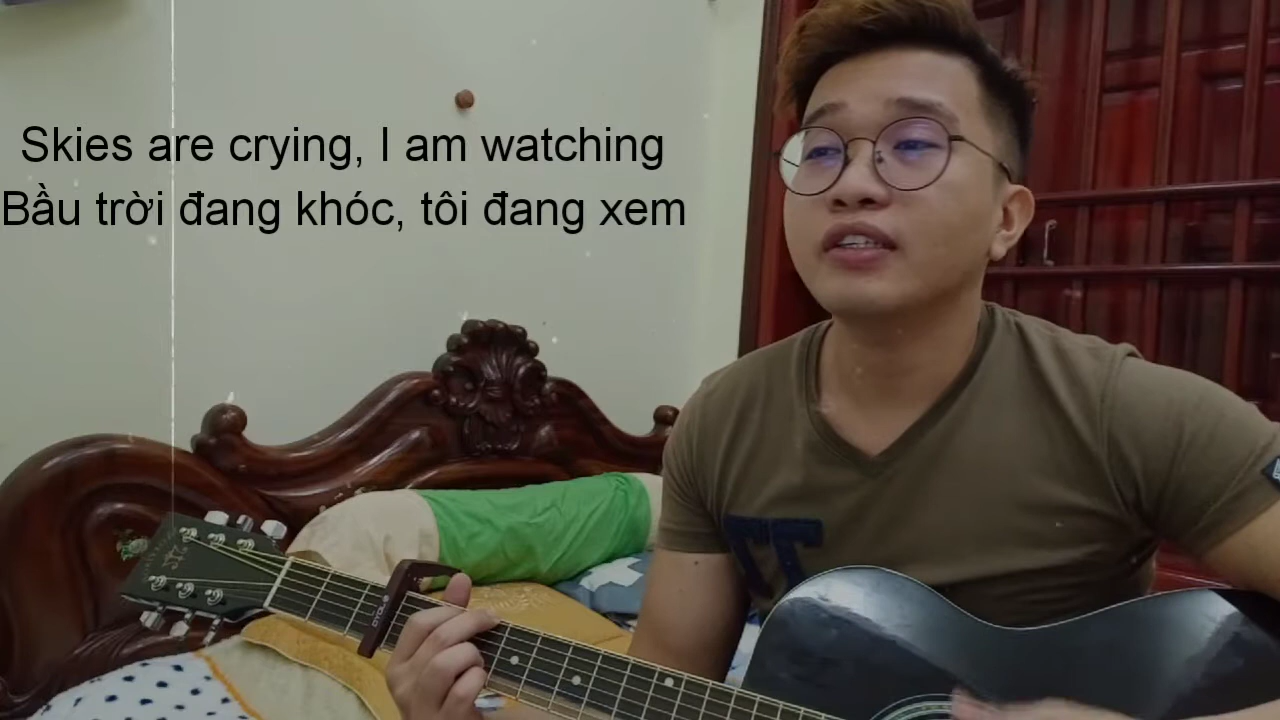 Skies are crying, I am watching
Bầu trời đang khóc, tôi đang xem